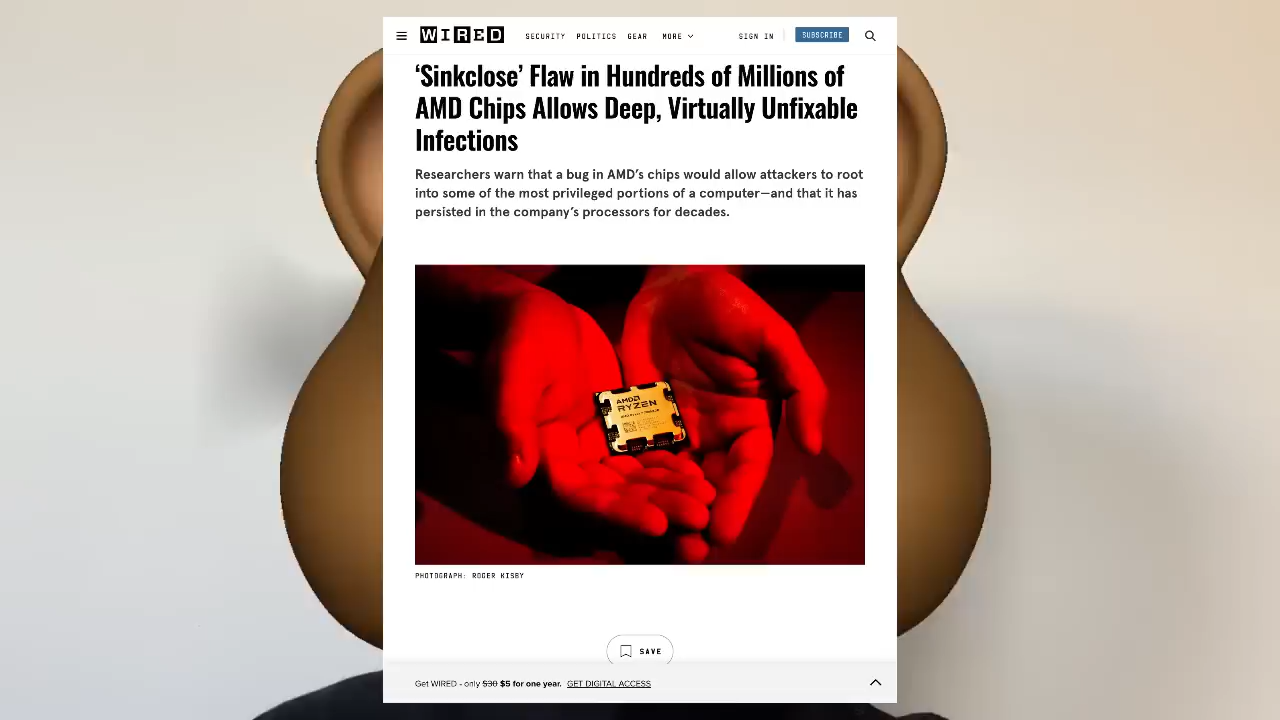 WIRED SECURITY POLITICS GEAR MORE SIGN IN SUBSCRIBE
‘Sinkclose’ Flaw in Hundreds of Millions of
AMD Chips Allows Deep, Virtually Unfixable
Infections
Researchers warn that a bug in AMD’s chips would allow attackers to root
into some of the most privileged portions of a computer—and that it has
persisted in the company’s processors for decades.
AMD
RYZEN
PHOTOGRAPH: ROGER KISBY
SAVE
Get WIRED - only $30 $5 for one year. GET DIGITAL ACCESS